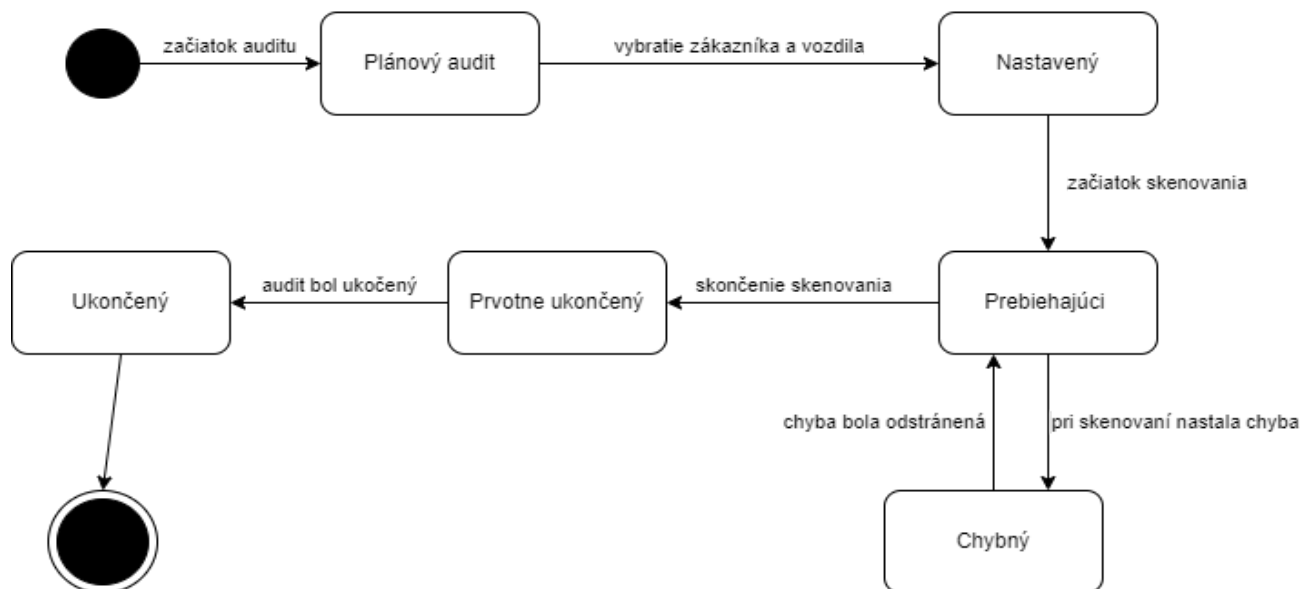 začiatok auditu
Plánový audit
vybratie zákazníka a vozdila
Nastavený
začiatok skenovania
Ukončený
audit bol ukočený
Prvotne ukončený
skončenie skenovania
Prebiehajúci
chyba bola odstránená
pri skenovaní nastala chyba
Chybný